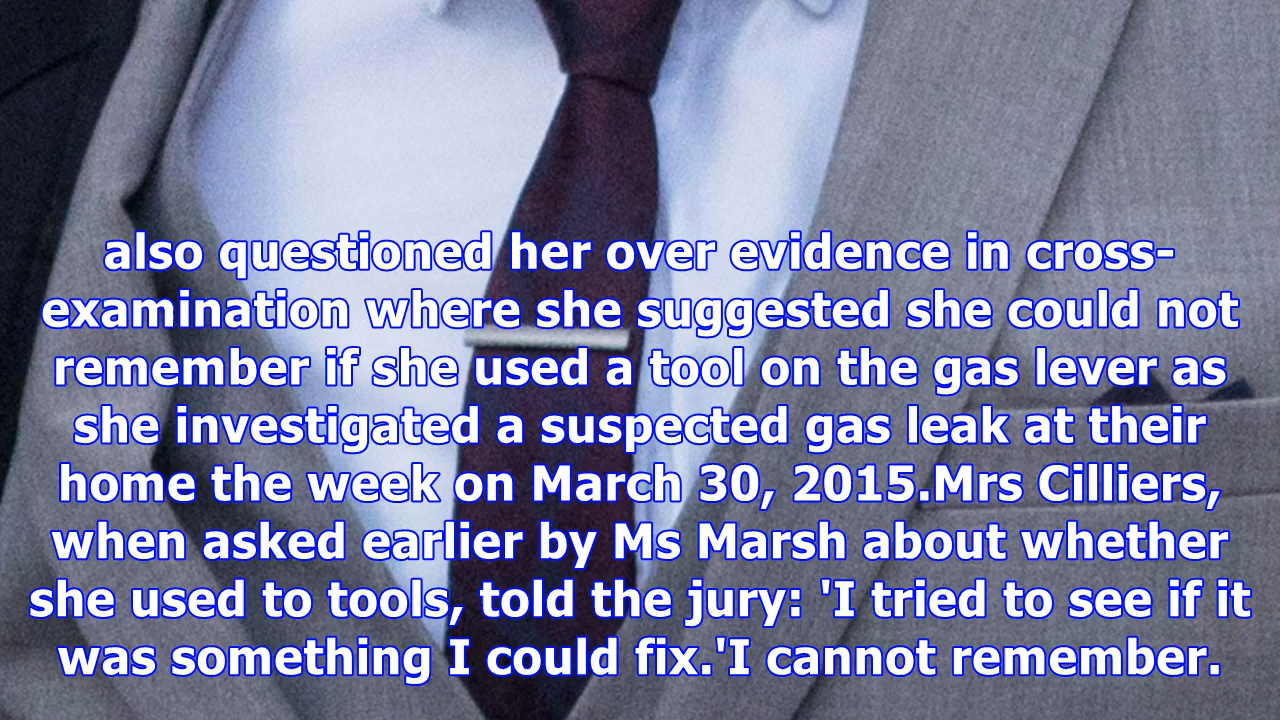 also questioned her over evidence in cross-
examination where she suggested she could not
remember if she used a tool on the gas lever as
she investigated a suspected gas leak at their
home the week on March 30, 2015.Mrs Cilliers,
when asked earlier by Ms Marsh about whether
she used to tools, told the jury: 'I tried to see if it
was something I could fix.'I cannot remember.